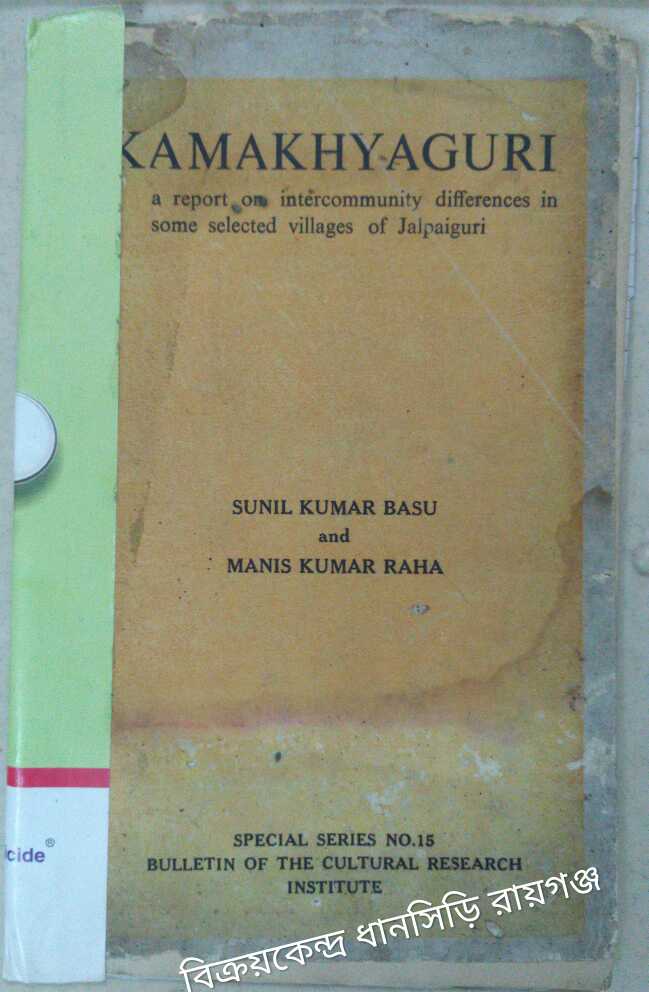 KAMAKHYAGURI
a report on intercommunity differences in
some selected villages of Jalpaiguri
SUNIL KUMAR BASU
and
MANIS KUMAR RAHA
SPECIAL SERIES NO.15
BULLETIN OF THE CULTURAL RESEARCH
INSTITUTE
cide®
বিক্রয়কেন্দ্র ধানসিড়ি রায়গঞ্জ